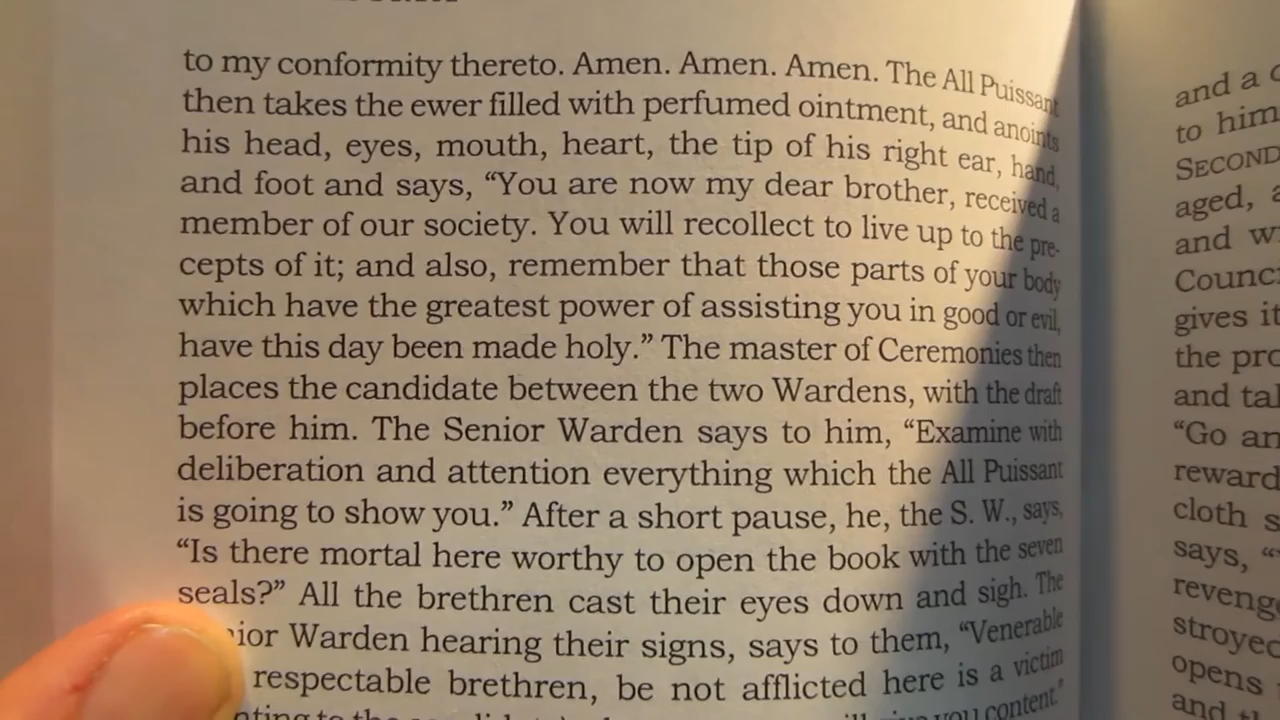 to my conformity thereto. Amen. Amen. Amen. The All Puissant
then takes the ewer filled with perfumed ointment, and anoints
his head, eyes, mouth, heart, the tip of his right ear, hand,
and foot and says, “You are now my dear brother, received a
member of our society. You will recollect to live up to the pre-
cepts of it; and also, remember that those parts of your body
which have the greatest power of assisting you in good or evil,
have this day been made holy.” The master of Ceremonies then
places the candidate between the two Wardens, with the draft
before him. The Senior Warden says to him, “Examine with
deliberation and attention everything which the All Puissant
is going to show you.” After a short pause, he, the S. W., says,
“Is there mortal here worthy to open the book with the seven
seals?” All the brethren cast their eyes down and sigh. The
Warden hearing their signs, says to them, “Venerable
respectable brethren, be not afflicted here is a victim
to the you content.”
and a
to him
SECOND
aged,
and
gives it
the
and
“Go
reward
cloth
says,
opens
and